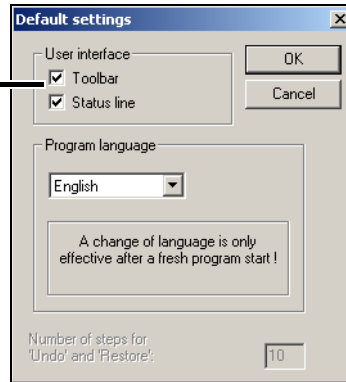 Default settings
User interface
Toolbar
Status line
OK
Cancel
Program language
English
A change of language is only
effective after a fresh program start !
Number of steps for
'Undo' and 'Restore':
10